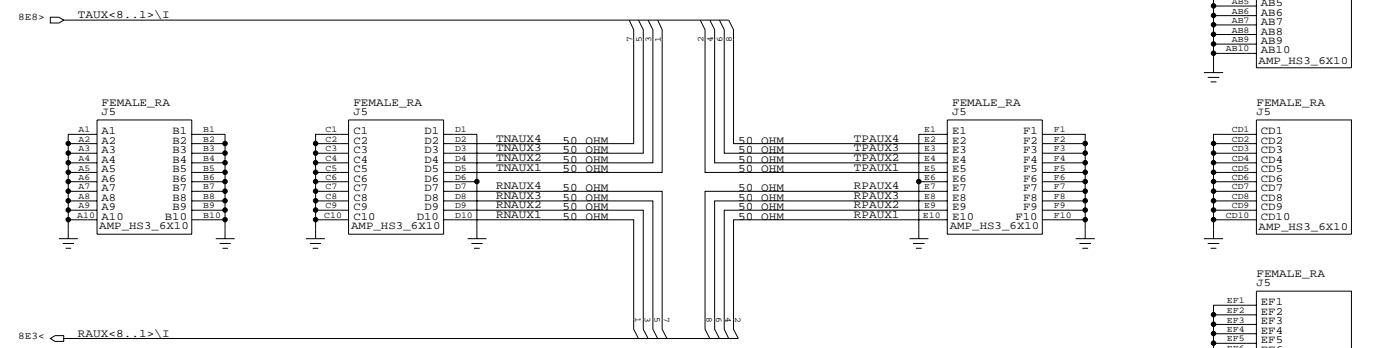 8E8> TAUX<8..1>\I
7 5 3 1 2 4 6 8
AB5 AB5
AB6 AB6
AB7 AB7
AB8 AB8
AB9 AB9
AB10 AB10
AMP_HS3_6X10
FEMALE_RA
J5
A1 A1 B1 B1
A2 A2 B2 B2
A3 A3 B3 B3
A4 A4 B4 B4
A5 A5 B5 B5
A6 A6 B6 B6
A7 A7 B7 B7
A8 A8 B8 B8
A9 A9 B9 B9
A10 A10 B10 B10
AMP_HS3_6X10
FEMALE_RA
J5
C1 C1 D1 D1
C2 C2 D2 D2 TNAUX4 50 OHM
C3 C3 D3 D3 TNAUX3 50 OHM
C4 C4 D4 D4 TNAUX2 50 OHM
C5 C5 D5 D5 TNAUX1 50 OHM
C6 C6 D6 D6
C7 C7 D7 D7 RNAUX4 50 OHM
C8 C8 D8 D8 RNAUX3 50 OHM
C9 C9 D9 D9 RNAUX2 50 OHM
C10 C10 D10 D10 RNAUX1 50 OHM
AMP_HS3_6X10
FEMALE_RA
J5
E1 E1 F1 F1
50 OHM TPAUX4 E2 E2 F2 F2
50 OHM TPAUX3 E3 E3 F3 F3
50 OHM TPAUX2 E4 E4 F4 F4
50 OHM TPAUX1 E5 E5 F5 F5
E6 E6 F6 F6
50 OHM RPAUX4 E7 E7 F7 F7
50 OHM RPAUX3 E8 E8 F8 F8
50 OHM RPAUX2 E9 E9 F9 F9
50 OHM RPAUX1 E10 E10 F10 F10
AMP_HS3_6X10
FEMALE_RA
J5
CD1 CD1
CD2 CD2
CD3 CD3
CD4 CD4
CD5 CD5
CD6 CD6
CD7 CD7
CD8 CD8
CD9 CD9
CD10 CD10
AMP_HS3_6X10
FEMALE_RA
J5
EF1 EF1
EF2 EF2
EF3 EF3
EF4 EF4
EF5 EF5
1 3 5 7 8 6 4 2
8E3< RAUX<8..1>\I